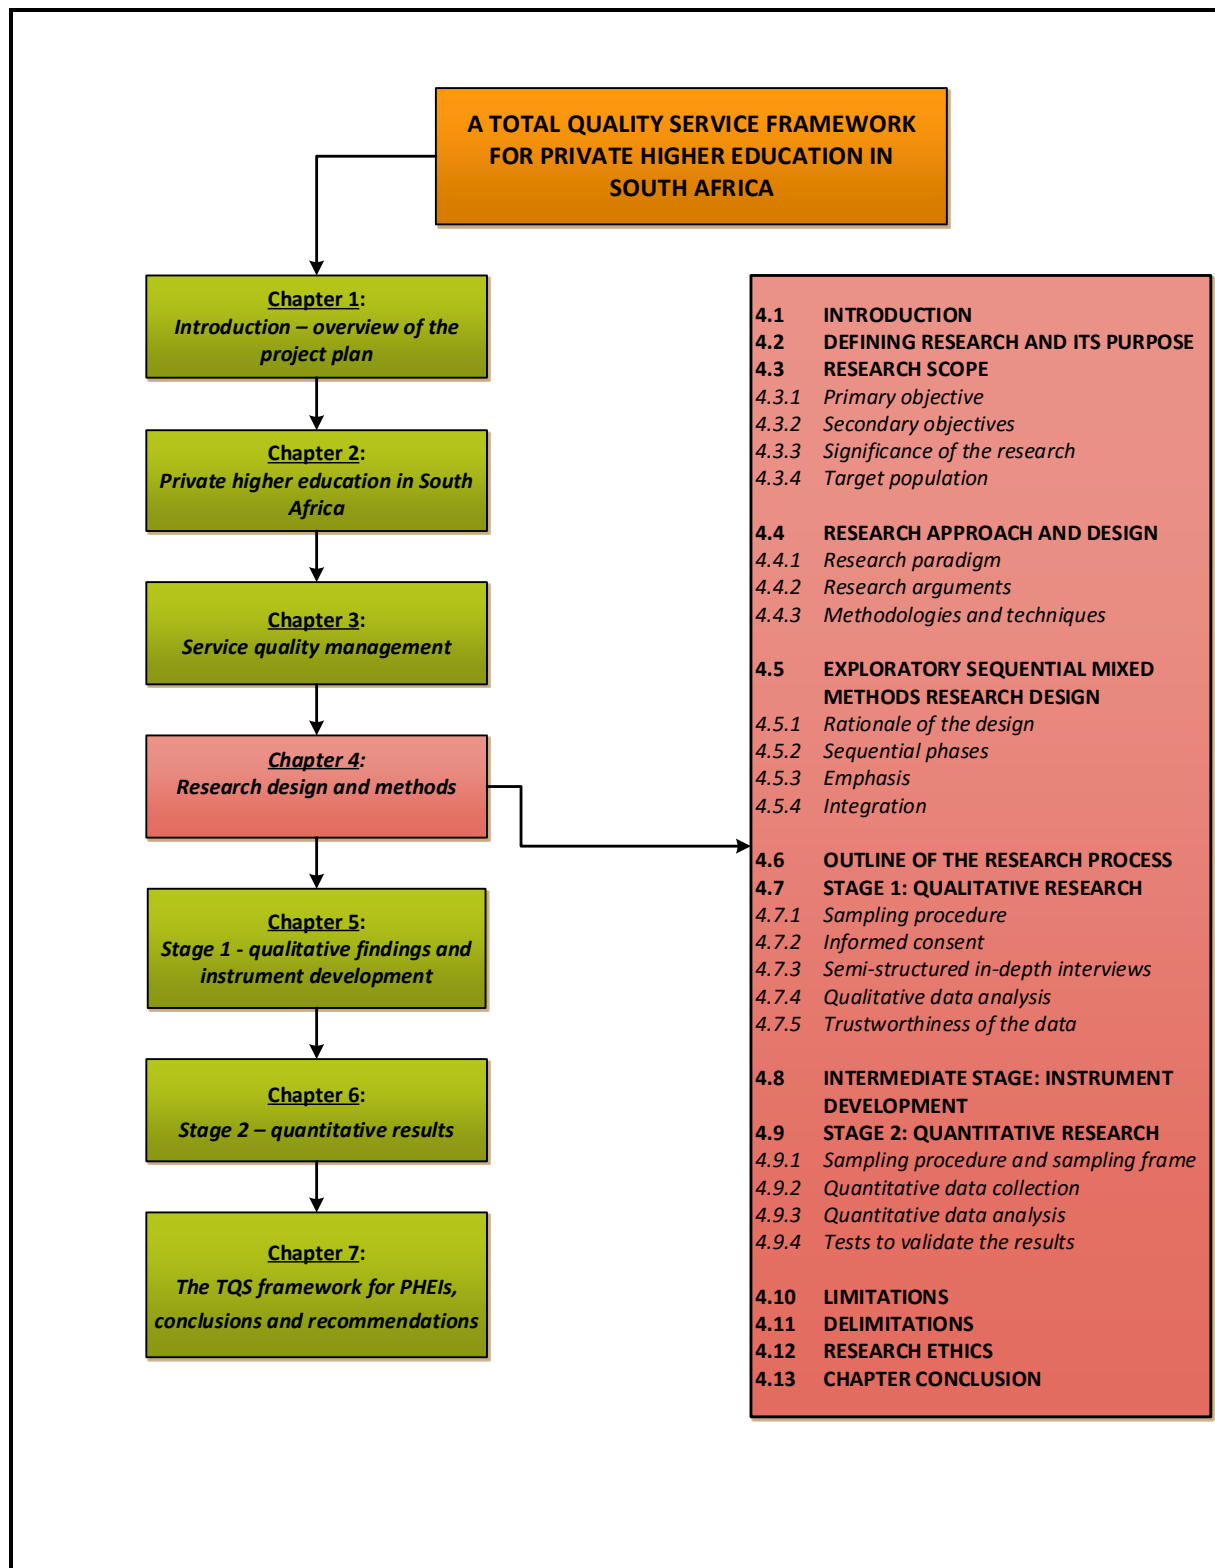 A TOTAL QUALITY SERVICE FRAMEWORK
FOR PRIVATE HIGHER EDUCATION IN
SOUTH AFRICA
Chapter 1:
Introduction – overview of the
project plan
Chapter 2:
Private higher education in South
Africa
Chapter 3:
Service quality management
Chapter 4:
Research design and methods
Chapter 5:
Stage 1 - qualitative findings and
instrument development
Chapter 6:
Stage 2 – quantitative results
Chapter 7:
The TQS framework for PHEIs,
conclusions and recommendations
4.1 INTRODUCTION
4.2 DEFINING RESEARCH AND ITS PURPOSE
4.3 RESEARCH SCOPE
4.3.1 Primary objective
4.3.2 Secondary objectives
4.3.3 Significance of the research
4.3.4 Target population
4.4 RESEARCH APPROACH AND DESIGN
4.4.1 Research paradigm
4.4.2 Research arguments
4.4.3 Methodologies and techniques
4.5 EXPLORATORY SEQUENTIAL MIXED
METHODS RESEARCH DESIGN
4.5.1 Rationale of the design
4.5.2 Sequential phases
4.5.3 Emphasis
4.5.4 Integration
4.6 OUTLINE OF THE RESEARCH PROCESS
4.7 STAGE 1: QUALITATIVE RESEARCH
4.7.1 Sampling procedure
4.7.2 Informed consent
4.7.3 Semi-structured in-depth interviews
4.7.4 Qualitative data analysis
4.7.5 Trustworthiness of the data
4.8 INTERMEDIATE STAGE: INSTRUMENT
DEVELOPMENT
4.9 STAGE 2: QUANTITATIVE RESEARCH
4.9.1 Sampling procedure and sampling frame
4.9.2 Quantitative data collection
4.9.3 Quantitative data analysis
4.9.4 Tests to validate the results
4.10 LIMITATIONS
4.11 DELIMITATIONS
4.12 RESEARCH ETHICS
4.13 CHAPTER CONCLUSION